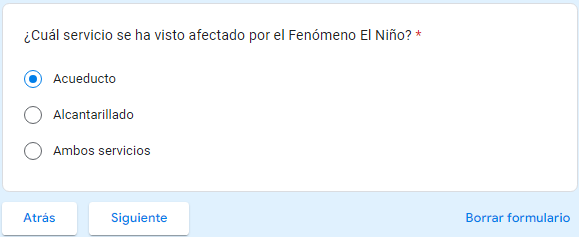 ¿Cuál servicio se ha visto afectado por el Fenómeno El Niño? *
Acueducto
Alcantarillado
Ambos servicios
Atrás Siguiente Borrar formulario